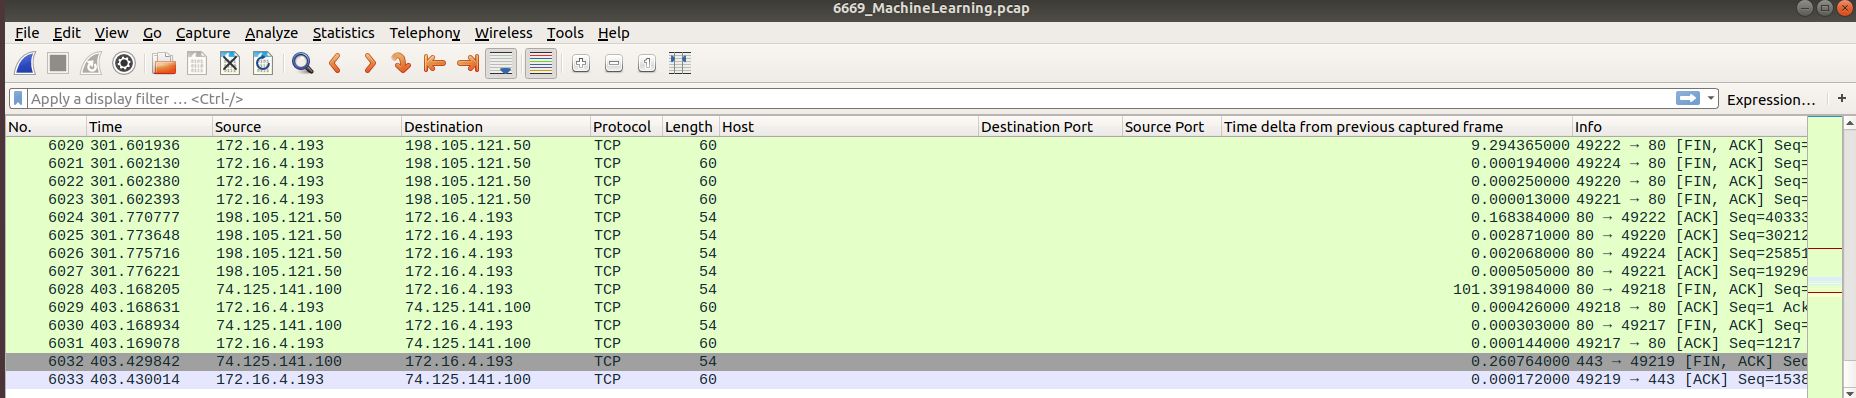 6669_MachineLearning.pcap
File Edit View Go Capture Analyze Statistics Telephony Wireless Tools Help
Apply a display filter … <Ctrl-/> Expression… +
No. Time Source Destination Protocol Length Host Destination Port Source Port Time delta from previous captured frame Info
6020 301.601936 172.16.4.193 198.105.121.50 TCP 60 9.294365000 49222 → 80 [FIN, ACK] Seq=
6021 301.602130 172.16.4.193 198.105.121.50 TCP 60 0.000194000 49224 → 80 [FIN, ACK] Seq=
6022 301.602380 172.16.4.193 198.105.121.50 TCP 60 0.000250000 49220 → 80 [FIN, ACK] Seq=
6023 301.602393 172.16.4.193 198.105.121.50 TCP 60 0.000013000 49221 → 80 [FIN, ACK] Seq=
6024 301.770777 198.105.121.50 172.16.4.193 TCP 54 0.168384000 80 → 49222 [ACK] Seq=40333
6025 301.773648 198.105.121.50 172.16.4.193 TCP 54 0.002871000 80 → 49220 [ACK] Seq=30212
6026 301.775716 198.105.121.50 172.16.4.193 TCP 54 0.002068000 80 → 49224 [ACK] Seq=25851
6027 301.776221 198.105.121.50 172.16.4.193 TCP 54 0.000505000 80 → 49221 [ACK] Seq=19296
6028 403.168205 74.125.141.100 172.16.4.193 TCP 54 101.391984000 80 → 49218 [FIN, ACK] Seq=
6029 403.168631 172.16.4.193 74.125.141.100 TCP 60 0.000426000 49218 → 80 [ACK] Seq=1 Ack
6030 403.168934 74.125.141.100 172.16.4.193 TCP 54 0.000303000 80 → 49217 [FIN, ACK] Seq=
6031 403.169078 172.16.4.193 74.125.141.100 TCP 60 0.000144000 49217 → 80 [ACK] Seq=1217
6032 403.429842 74.125.141.100 172.16.4.193 TCP 54 0.260764000 443 → 49219 [FIN, ACK] Seq
6033 403.430014 172.16.4.193 74.125.141.100 TCP 60 0.000172000 49219 → 443 [ACK] Seq=1538